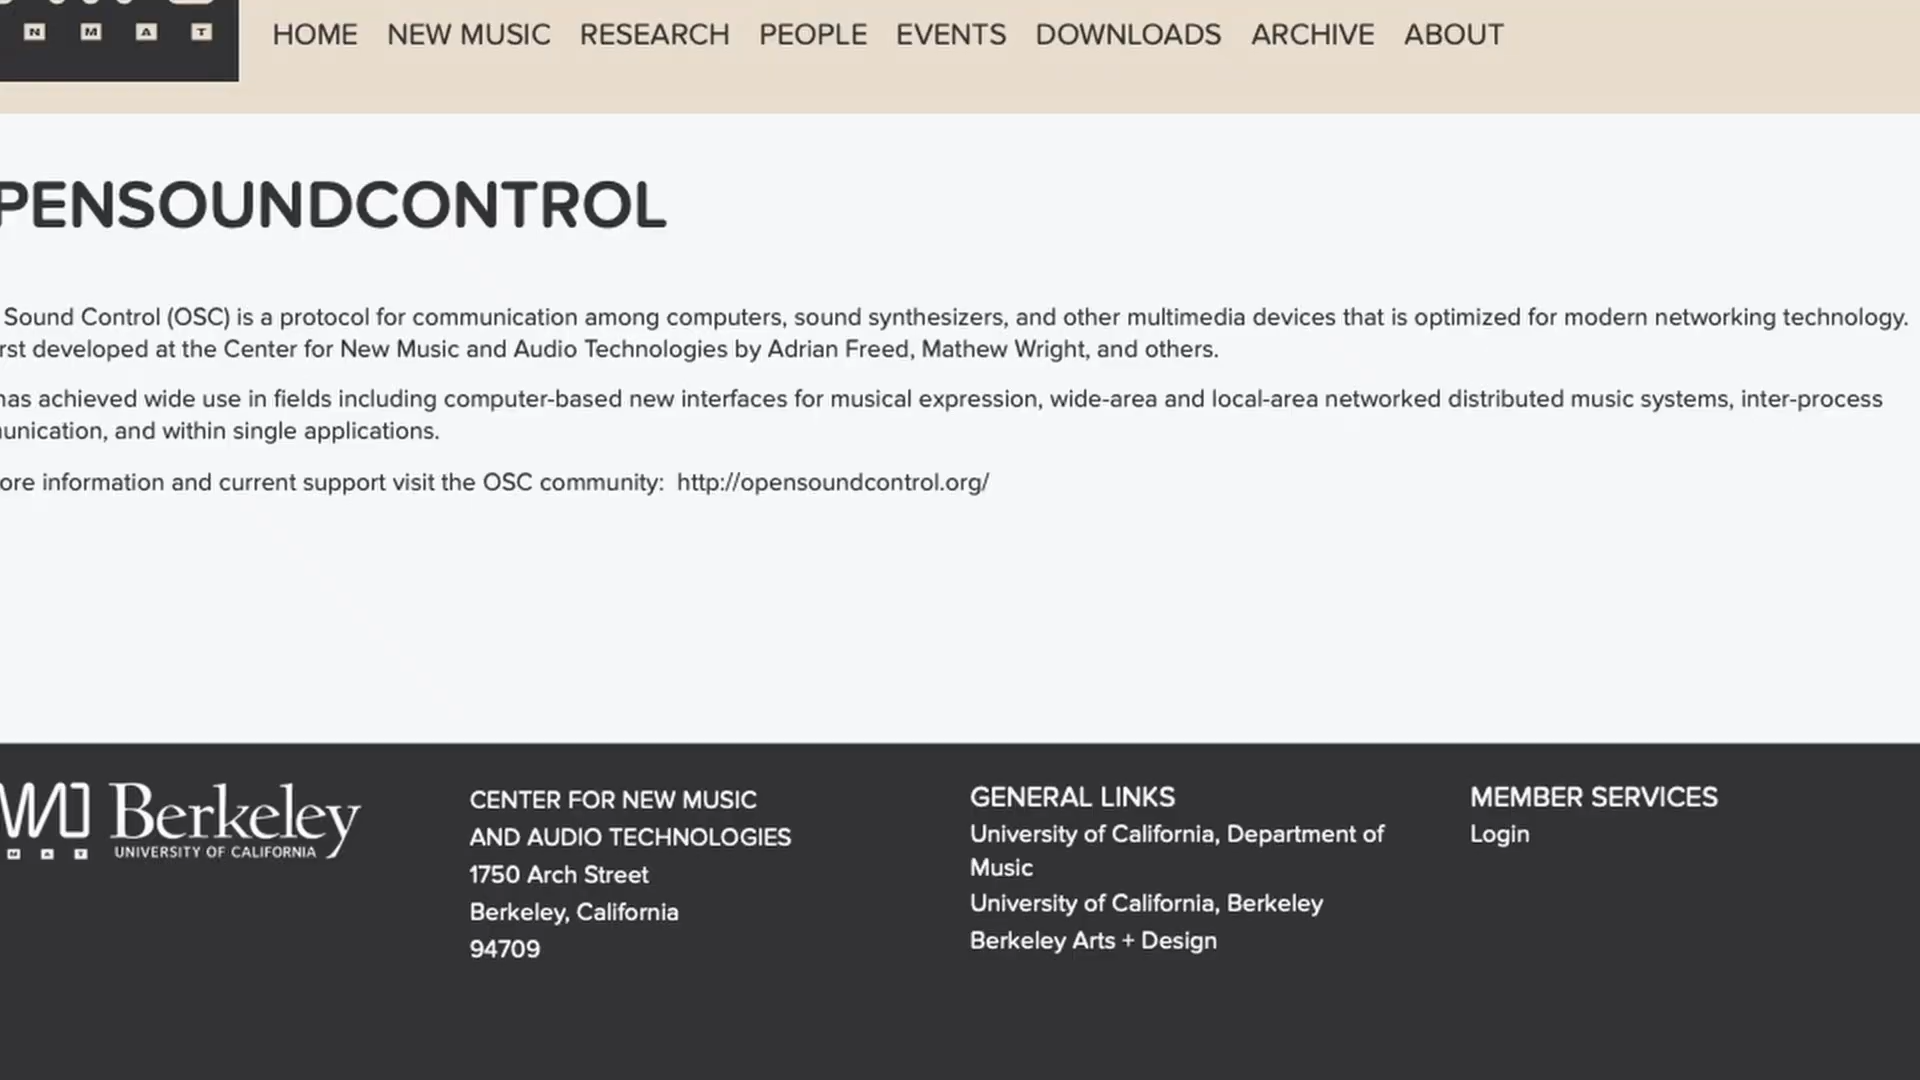 N M A T
HOME NEW MUSIC RESEARCH PEOPLE EVENTS DOWNLOADS ARCHIVE ABOUT
PENSOUNDCONTROL
Sound Control (OSC) is a protocol for communication among computers, sound synthesizers, and other multimedia devices that is optimized for modern networking technology.
rst developed at the Center for New Music and Audio Technologies by Adrian Freed, Mathew Wright, and others.
has achieved wide use in fields including computer-based new interfaces for musical expression, wide-area and local-area networked distributed music systems, inter-process
unication, and within single applications.
ore information and current support visit the OSC community: http://opensoundcontrol.org/
Berkeley
UNIVERSITY OF CALIFORNIA
M A T
CENTER FOR NEW MUSIC
AND AUDIO TECHNOLOGIES
1750 Arch Street
Berkeley, California
94709
GENERAL LINKS
University of California, Department of
Music
University of California, Berkeley
Berkeley Arts + Design
MEMBER SERVICES
Login